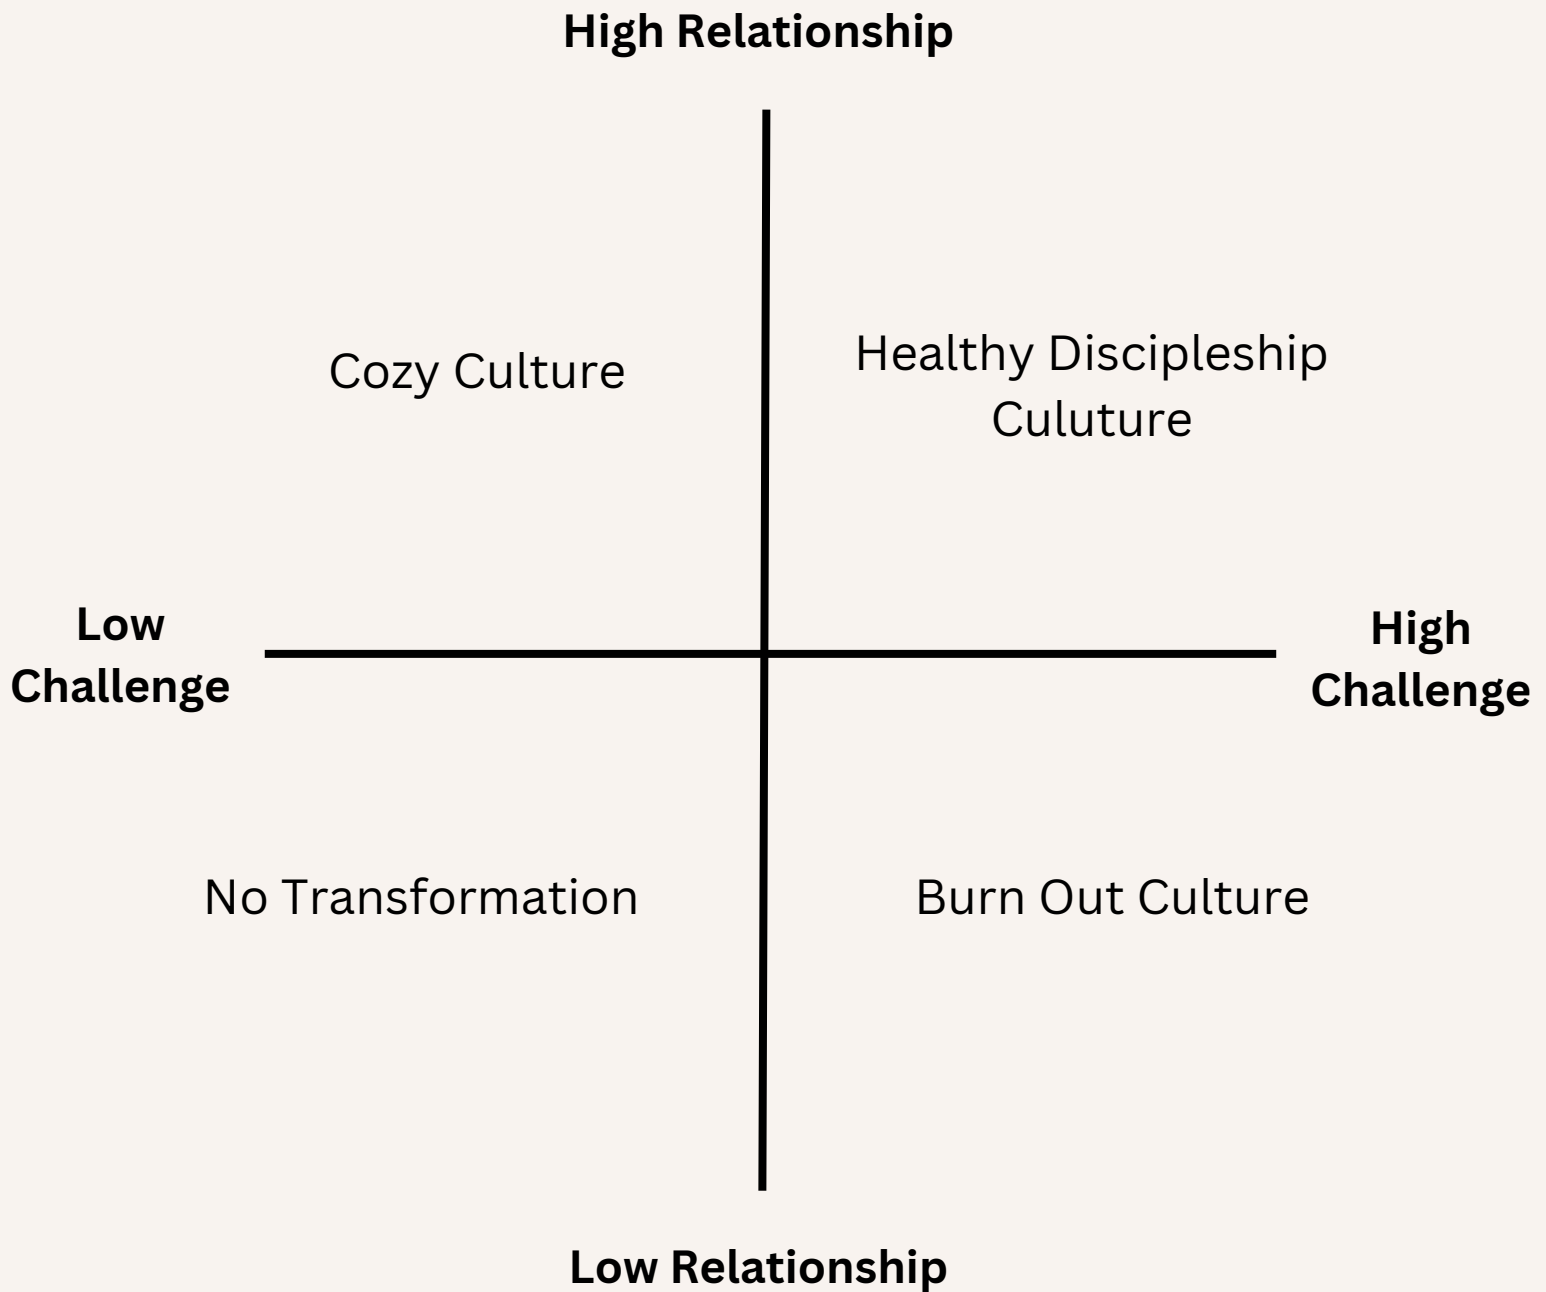 High Relationship
Cozy Culture
Healthy Discipleship
Culuture
Low
Challenge
High
Challenge
No Transformation
Burn Out Culture
Low Relationship